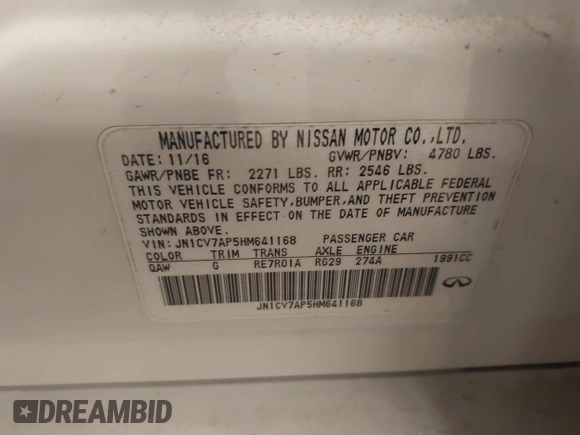 MANUFACTURED BY NISSAN MOTOR CO.,LTD.
DATE: 11/16 GVWR/PNBV: 4780 LBS.
GAWR/PNBE FR: 2271 LBS. RR: 2546 LBS.
THIS VEHICLE CONFORMS TO ALL APPLICABLE FEDERAL
MOTOR VEHICLE SAFETY,BUMPER,AND THEFT PREVENTION
STANDARDS IN EFFECT ON THE DATE OF MANUFACTURE
SHOWN ABOVE.
VIN: JN1CV7AP5HM641168 PASSENGER CAR
COLOR TRIM TRANS AXLE ENGINE
QAW G RE7R01A RG29 274A 1991CC
JN1CV7AP5HM641168
DREAMBID